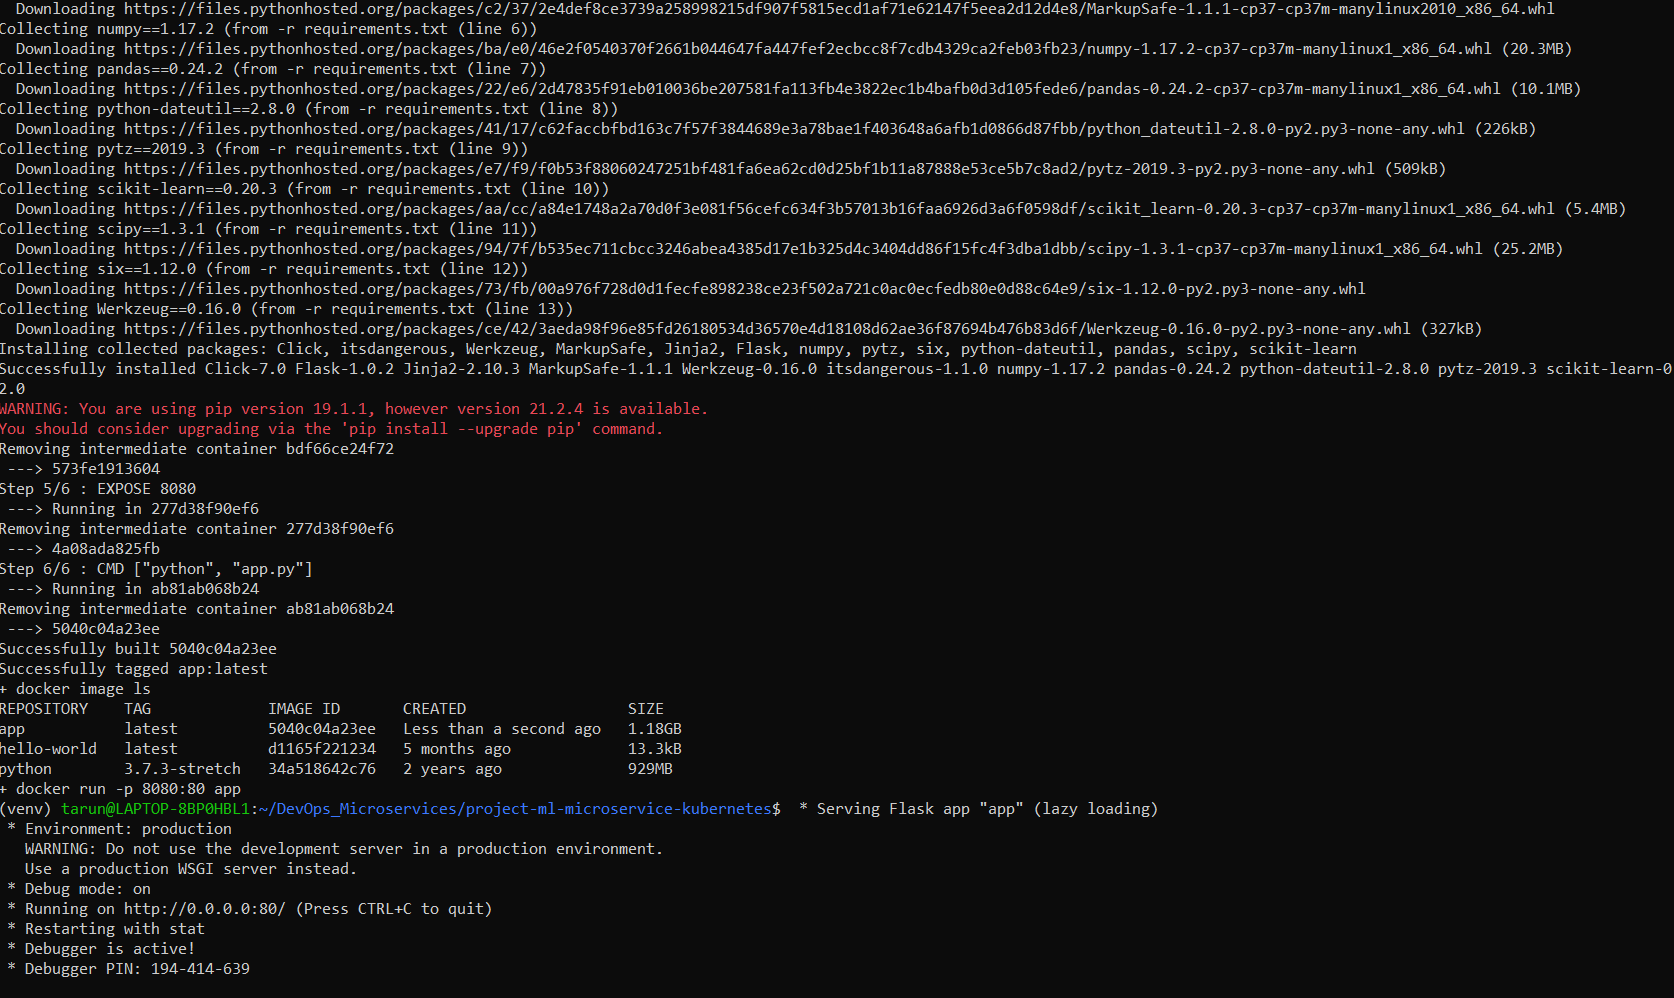 Downloading https://files.pythonhosted.org/packages/c2/37/2e4def8ce3739a258998215df907f5815ecd1af71e62147f5eea2d12d4e8/MarkupSafe-1.1.1-cp37-cp37m-manylinux2010_x86_64.whl
Collecting numpy==1.17.2 (from -r requirements.txt (line 6))
Downloading https://files.pythonhosted.org/packages/ba/e0/46e2f0540370f2661b044647fa447fef2ecbcc8f7cdb4329ca2feb03fb23/numpy-1.17.2-cp37-cp37m-manylinux1_x86_64.whl (20.3MB)
Collecting pandas==0.24.2 (from -r requirements.txt (line 7))
Downloading https://files.pythonhosted.org/packages/22/e6/2d47835f91eb010036be207581fa113fb4e3822ec1b4bafb0d3d105fede6/pandas-0.24.2-cp37-cp37m-manylinux1_x86_64.whl (10.1MB)
Collecting python-dateutil==2.8.0 (from -r requirements.txt (line 8))
Downloading https://files.pythonhosted.org/packages/41/17/c62faccbfbd163c7f57f3844689e3a78bae1f403648a6afb1d0866d87fbb/python_dateutil-2.8.0-py2.py3-none-any.whl (226kB)
Collecting pytz==2019.3 (from -r requirements.txt (line 9))
Downloading https://files.pythonhosted.org/packages/e7/f9/f0b53f88060247251bf481fa6ea62cd0d25bf1b11a87888e53ce5b7c8ad2/pytz-2019.3-py2.py3-none-any.whl (509kB)
Collecting scikit-learn==0.20.3 (from -r requirements.txt (line 10))
Downloading https://files.pythonhosted.org/packages/aa/cc/a84e1748a2a70d0f3e081f56cefc634f3b57013b16faa6926d3a6f0598df/scikit_learn-0.20.3-cp37-cp37m-manylinux1_x86_64.whl (5.4MB)
Collecting scipy==1.3.1 (from -r requirements.txt (line 11))
Downloading https://files.pythonhosted.org/packages/94/7f/b535ec711cbcc3246abea4385d17e1b325d4c3404dd86f15fc4f3dba1dbb/scipy-1.3.1-cp37-cp37m-manylinux1_x86_64.whl (25.2MB)
Collecting six==1.12.0 (from -r requirements.txt (line 12))
Downloading https://files.pythonhosted.org/packages/73/fb/00a976f728d0d1fecfe898238ce23f502a721c0ac0ecfedb80e0d88c64e9/six-1.12.0-py2.py3-none-any.whl
Collecting Werkzeug==0.16.0 (from -r requirements.txt (line 13))
Downloading https://files.pythonhosted.org/packages/ce/42/3aeda98f96e85fd26180534d36570e4d18108d62ae36f87694b476b83d6f/Werkzeug-0.16.0-py2.py3-none-any.whl (327kB)
Installing collected packages: Click, itsdangerous, Werkzeug, MarkupSafe, Jinja2, Flask, numpy, pytz, six, python-dateutil, pandas, scipy, scikit-learn
Successfully installed Click-7.0 Flask-1.0.2 Jinja2-2.10.3 MarkupSafe-1.1.1 Werkzeug-0.16.0 itsdangerous-1.1.0 numpy-1.17.2 pandas-0.24.2 python-dateutil-2.8.0 pytz-2019.3 scikit-learn-0
2.0
WARNING: You are using pip version 19.1.1, however version 21.2.4 is available.
You should consider upgrading via the 'pip install --upgrade pip' command.
Removing intermediate container bdf66ce24f72
---> 573fe1913604
Step 5/6 : EXPOSE 8080
---> Running in 277d38f90ef6
Removing intermediate container 277d38f90ef6
---> 4a08ada825fb
Step 6/6 : CMD ["python", "app.py"]
---> Running in ab81ab068b24
Removing intermediate container ab81ab068b24
---> 5040c04a23ee
Successfully built 5040c04a23ee
Successfully tagged app:latest
+ docker image ls
REPOSITORY TAG IMAGE ID CREATED SIZE
app latest 5040c04a23ee Less than a second ago 1.18GB
hello-world latest d1165f221234 5 months ago 13.3kB
python 3.7.3-stretch 34a518642c76 2 years ago 929MB
+ docker run -p 8080:80 app
(venv) tarun@LAPTOP-8BP0HBL1:~/DevOps_Microservices/project-ml-microservice-kubernetes$ * Serving Flask app "app" (lazy loading)
* Environment: production
WARNING: Do not use the development server in a production environment.
Use a production WSGI server instead.
* Debug mode: on
* Running on http://0.0.0.0:80/ (Press CTRL+C to quit)
* Restarting with stat
* Debugger is active!
* Debugger PIN: 194-414-639